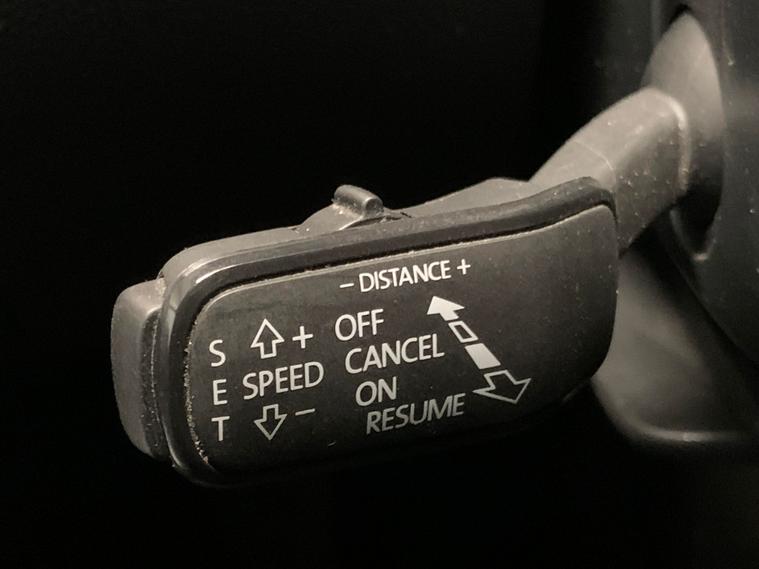 - DISTANCE +
S + OFF
E SPEED CANCEL
T - ON
RESUME